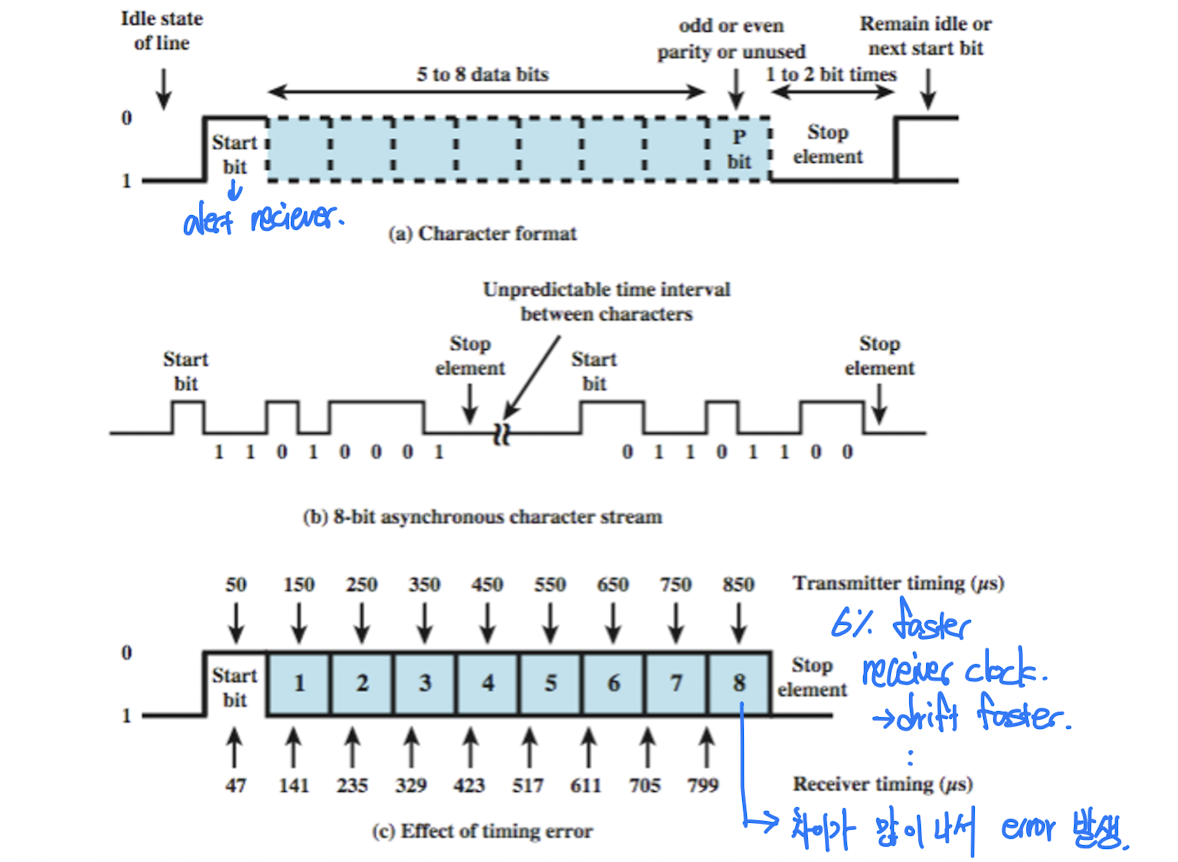 Idle state
of line
odd or even
parity or unused
Remain idle or
next start bit
5 to 8 data bits
1 to 2 bit times
0
Start
bit
P
bit
Stop
element
1
alert reciever.
(a) Character format
Unpredictable time interval
between characters
Start
bit
Stop
element
Start
bit
Stop
element
1 1 0 1 0 0 0 1
0 1 1 0 1 1 0 0
(b) 8-bit asynchronous character stream
50 150 250 350 450 550 650 750 850 Transmitter timing (μs)
6% faster
receiver clock.
→drift faster.
:
0
Start
bit
1 2 3 4 5 6 7 8
Stop
element
1
47 141 235 329 423 517 611 705 799 Receiver timing (μs)
(c) Effect of timing error
차이가 많이 나서 error 발생.